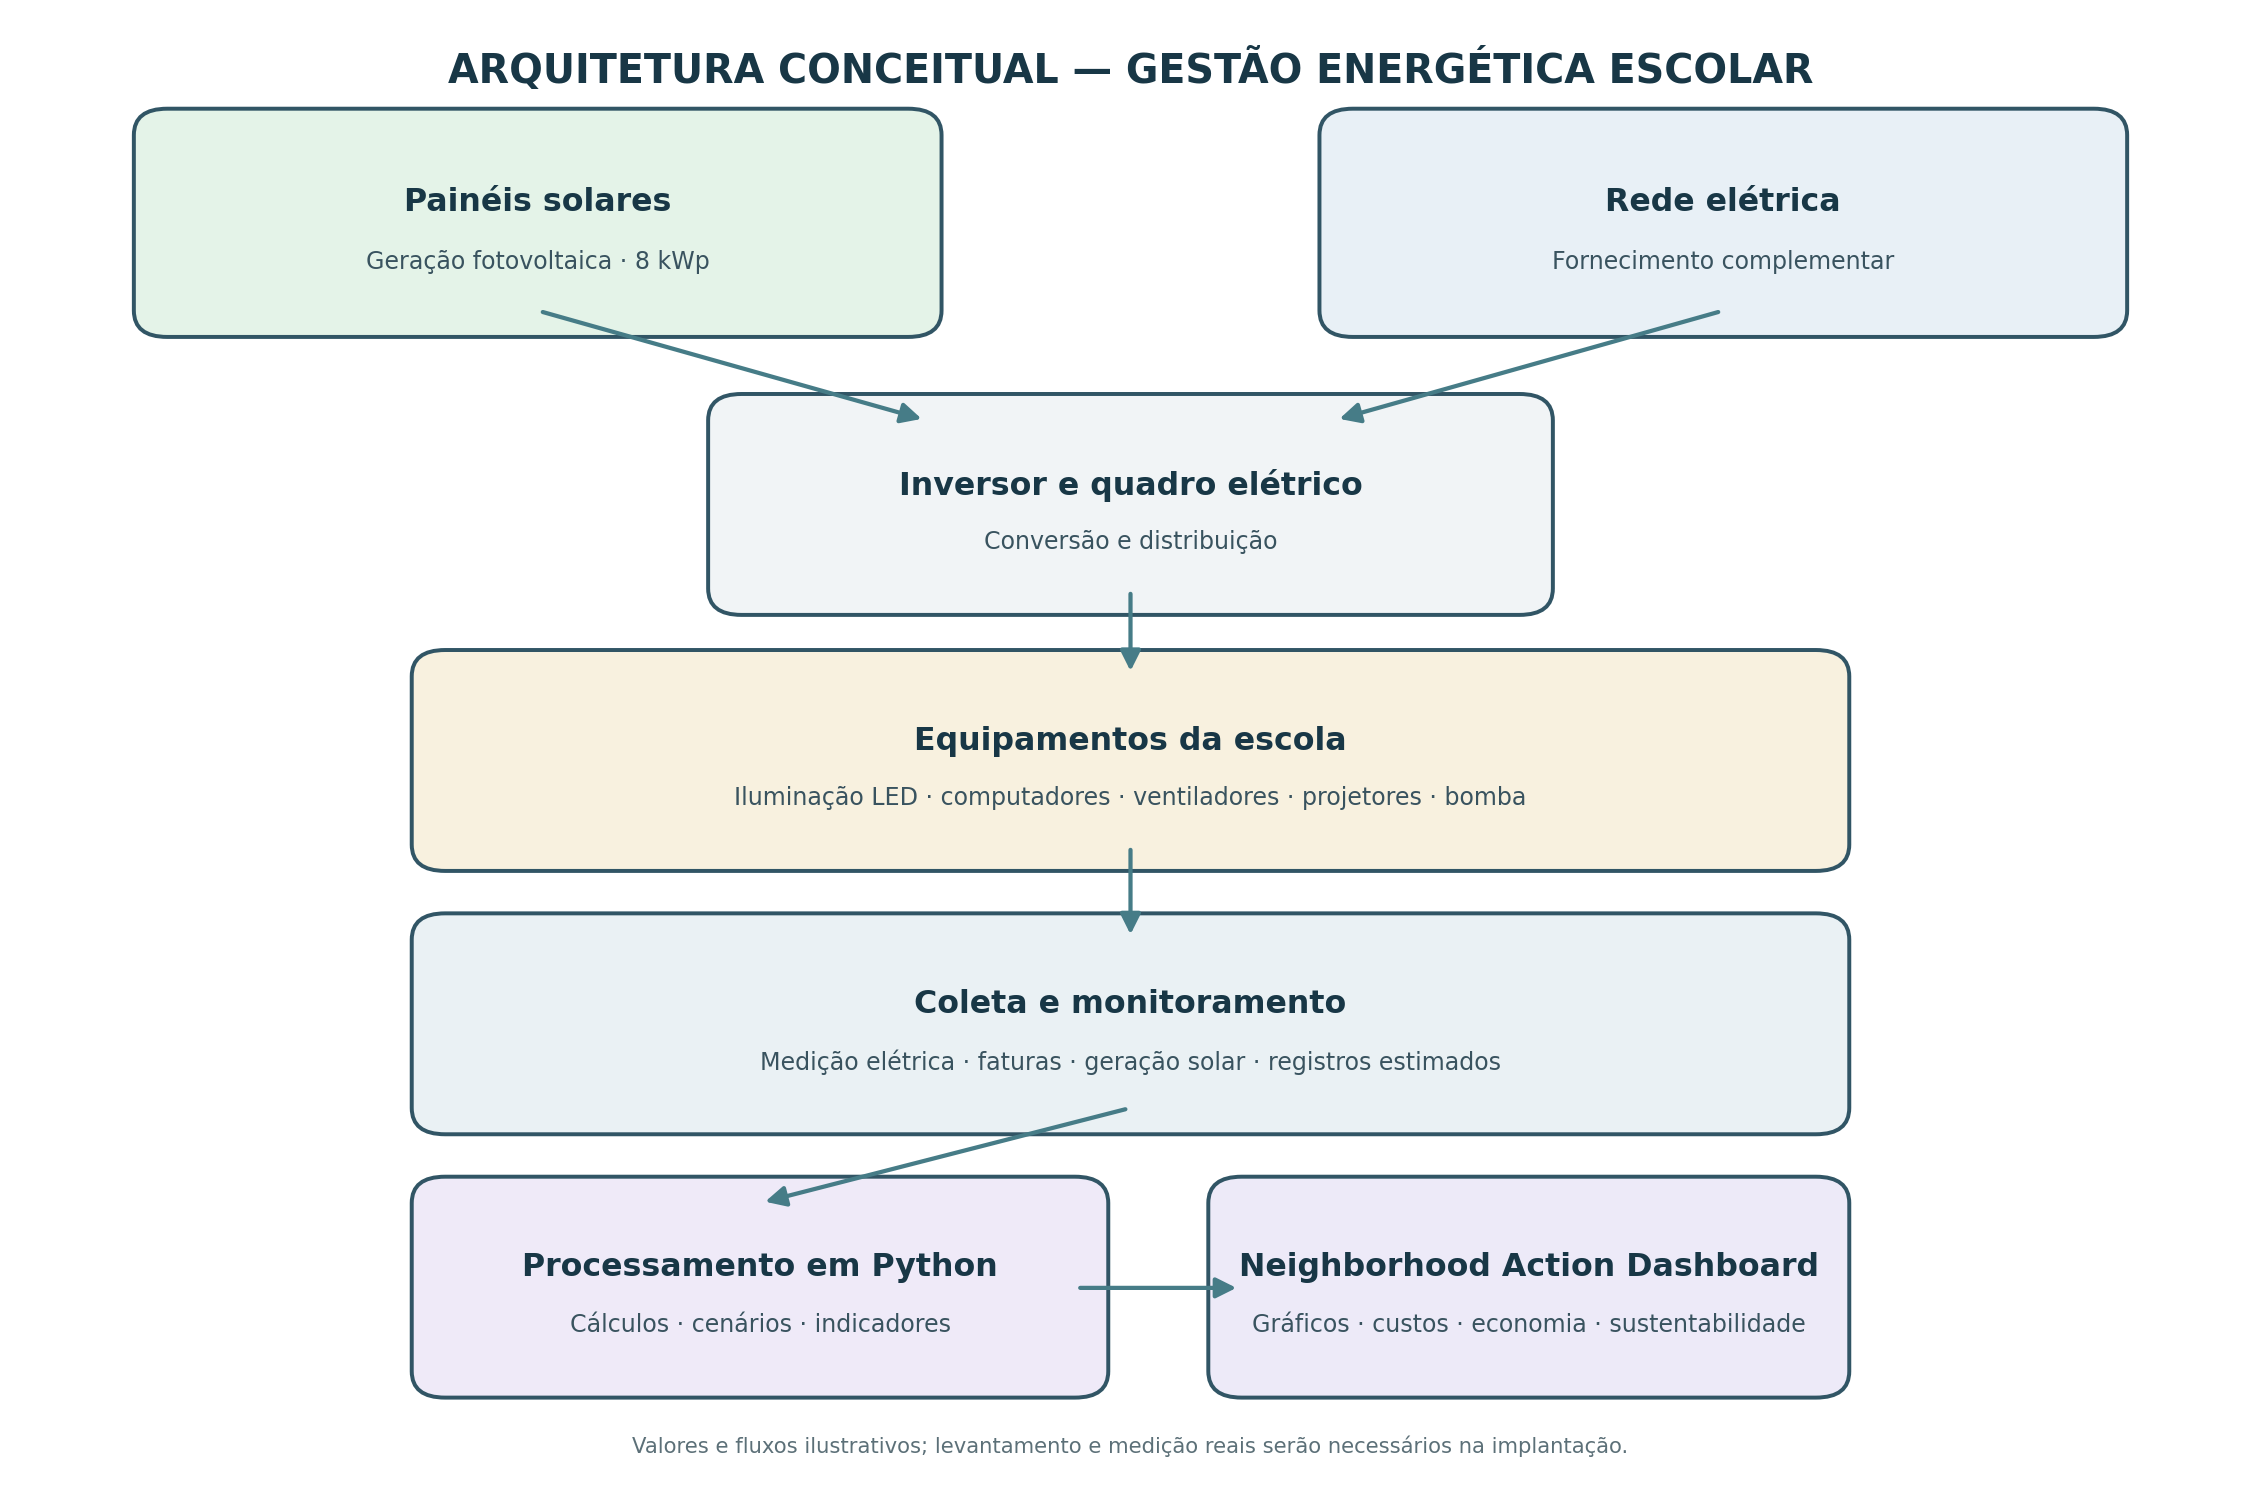 ARQUITETURA CONCEITUAL — GESTÃO ENERGÉTICA ESCOLAR
Painéis solares
Geração fotovoltaica · 8 kWp
Rede elétrica
Fornecimento complementar
Inversor e quadro elétrico
Conversão e distribuição
Equipamentos da escola
Iluminação LED · computadores · ventiladores · projetores · bomba
Coleta e monitoramento
Medição elétrica · faturas · geração solar · registros estimados
Processamento em Python
Cálculos · cenários · indicadores
Neighborhood Action Dashboard
Gráficos · custos · economia · sustentabilidade
Valores e fluxos ilustrativos; levantamento e medição reais serão necessários na implantação.